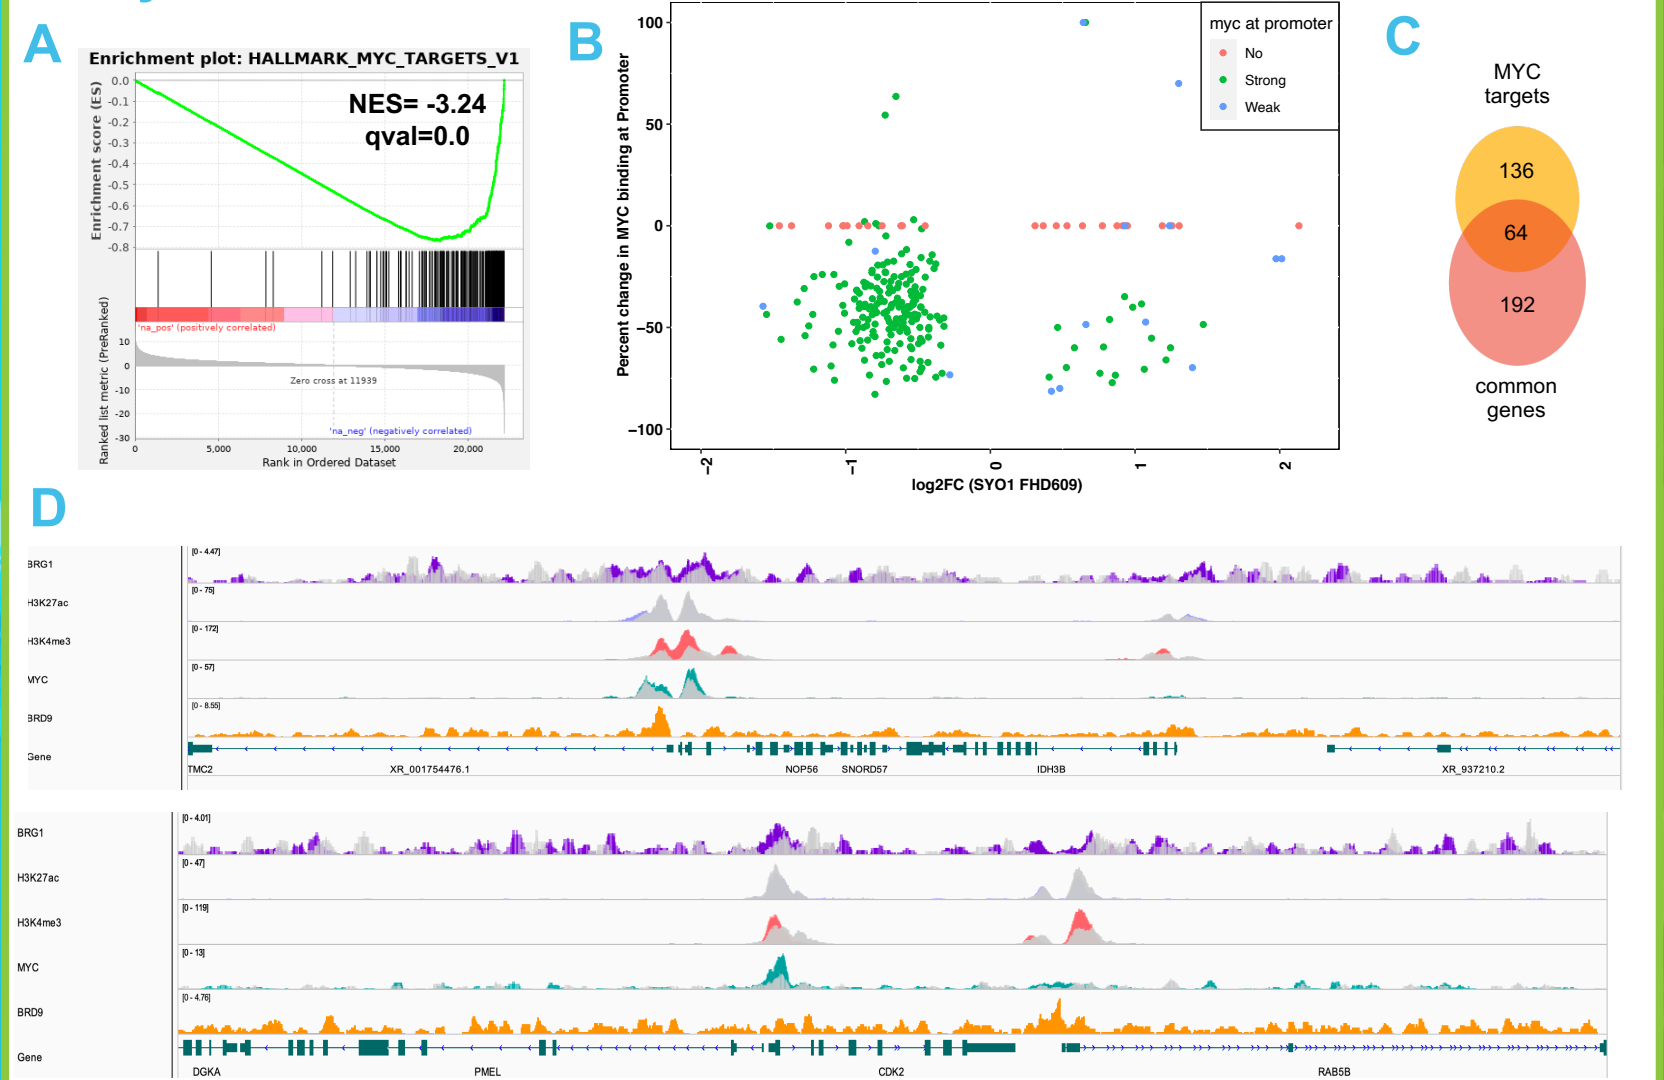 A
Enrichment plot: HALLMARK_MYC_TARGETS_V1
NES= -3.24
qval=0.0
Enrichment score (ES)
0.0
-0.1
-0.2
-0.3
-0.4
-0.5
-0.6
-0.7
-0.8
'na_pos' (positively correlated)
Ranked list metric (PreRanked)
10
0
-10
-20
-30
Zero cross at 11939
'na_neg' (negatively correlated)
0 5,000 10,000 15,000 20,000
Rank in Ordered Dataset
B
Percent change in MYC binding at Promoter
100
50
0
−50
−100
myc at promoter
No
Strong
Weak
−2 −1 0 1 2
log2FC (SYO1 FHD609)
C
MYC
targets
136
64
192
common
genes
D
BRG1
[0 - 4.47]
H3K27ac
[0 - 75]
H3K4me3
[0 - 172]
MYC
[0 - 57]
BRD9
[0 - 8.55]
Gene
TMC2 XR_001754476.1 NOP56 SNORD57 IDH3B XR_937210.2
BRG1
[0 - 4.01]
H3K27ac
[0 - 47]
H3K4me3
[0 - 119]
MYC
[0 - 13]
BRD9
[0 - 4.76]
Gene
DGKA PMEL CDK2 RAB5B